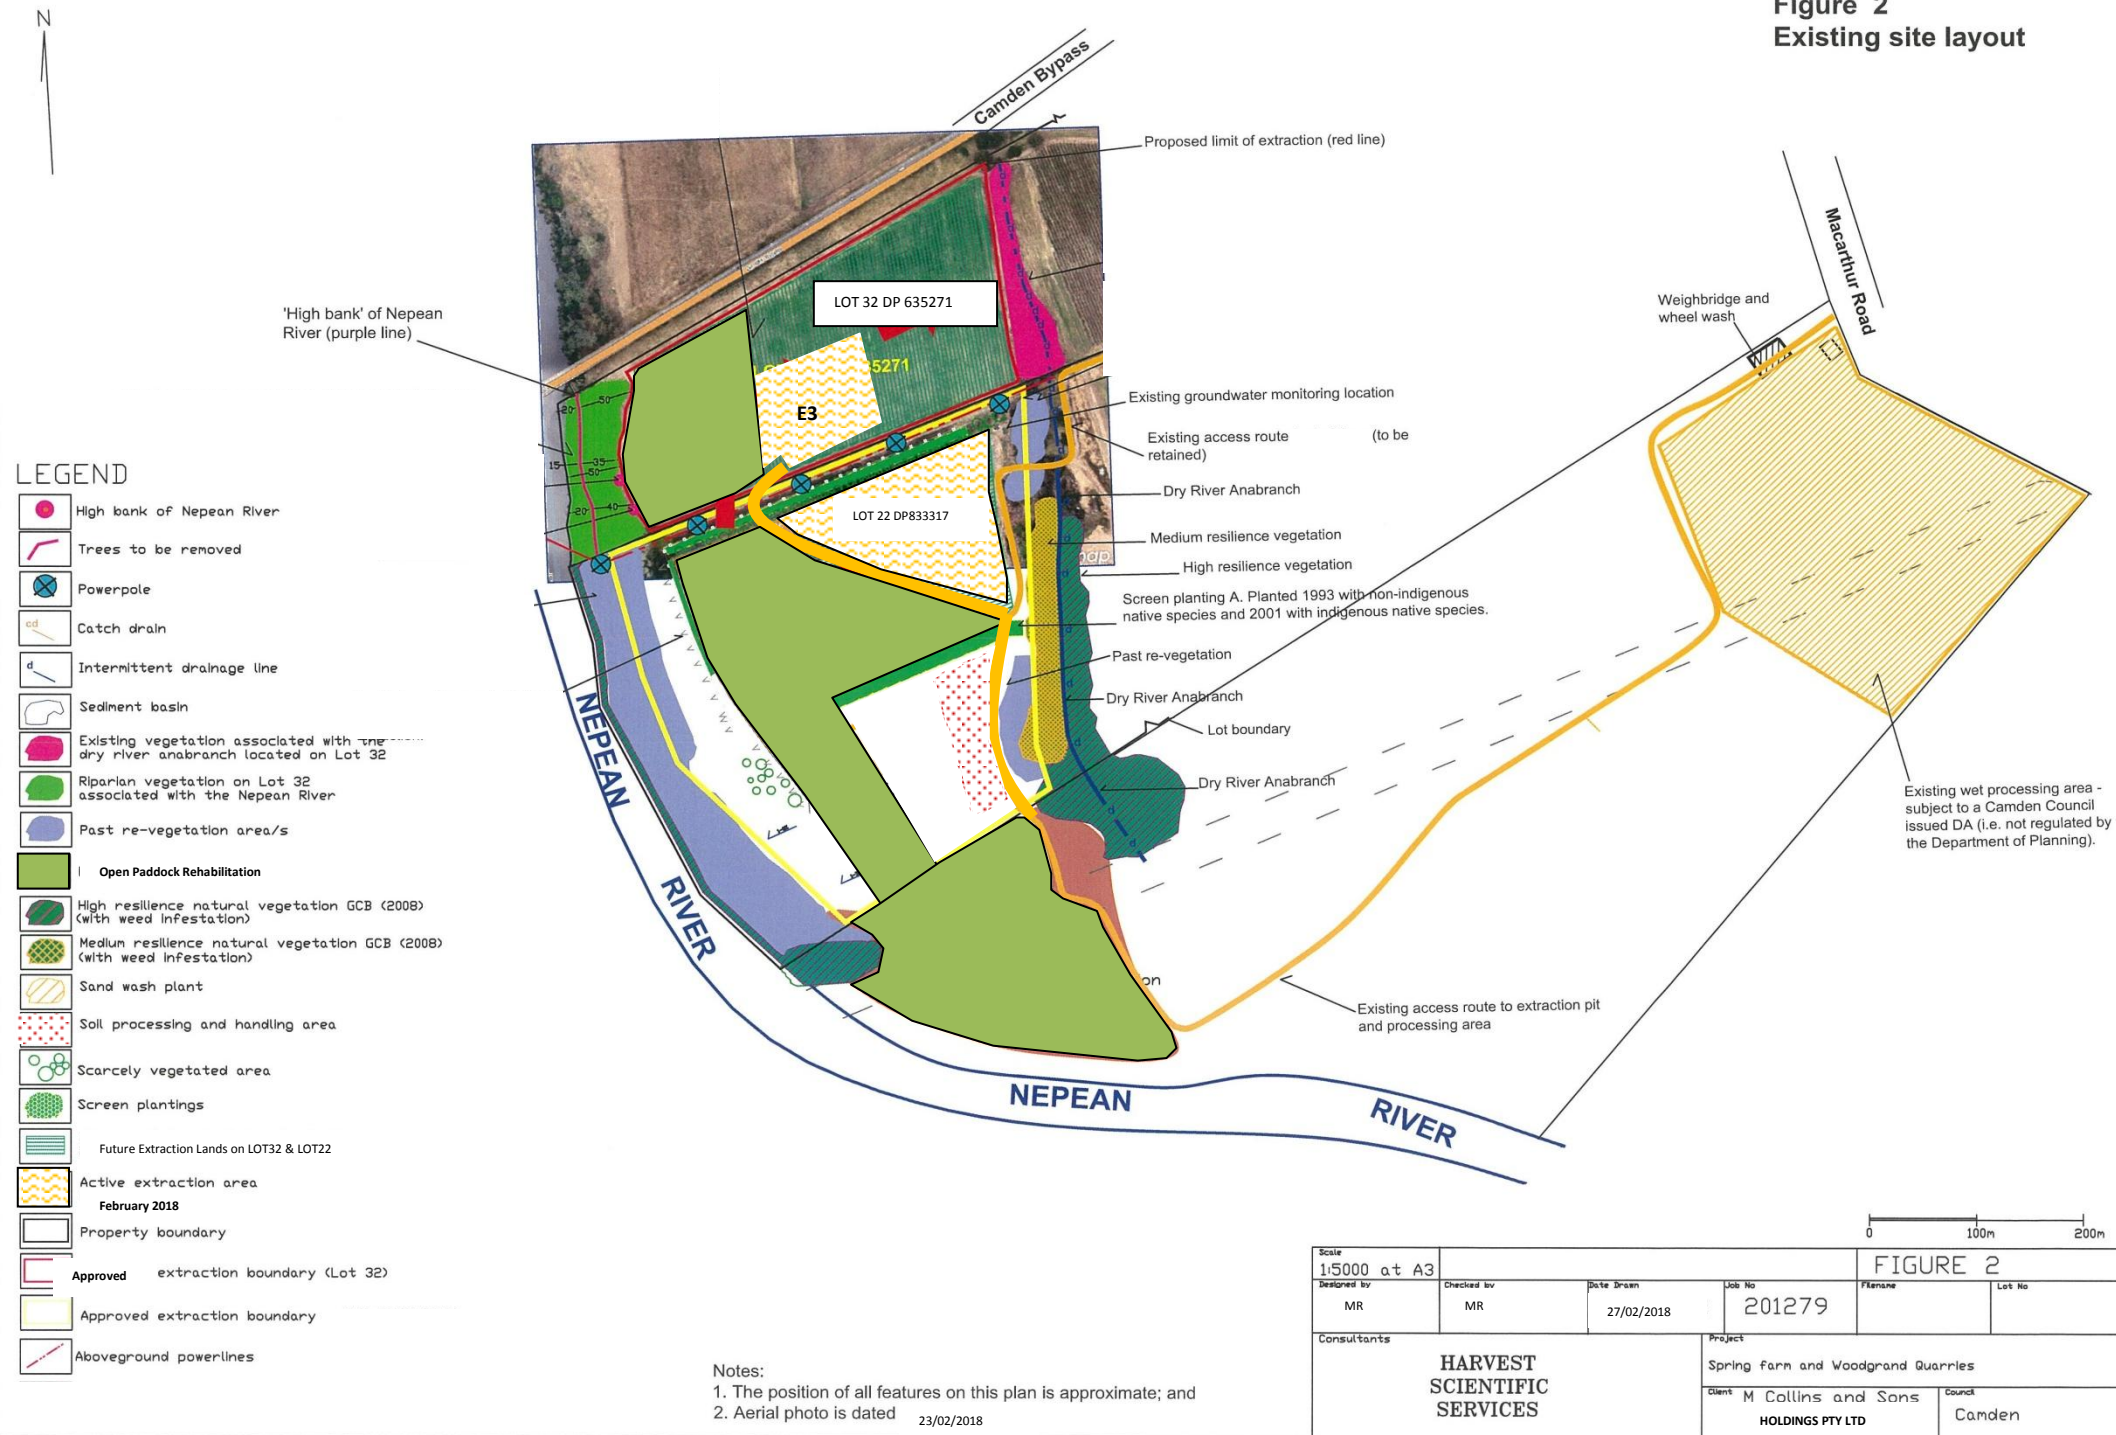 Figure 2
Existing site layout
N
Camden Bypass
Proposed limit of extraction (red line)
Macarthur Road
LOT 32 DP 635271
Weighbridge and
wheel wash
'High bank' of Nepean
River (purple line)
35271
E3
Existing groundwater monitoring location
Existing access route (to be
retained)
20
50
15
35
50
20
40
Dry River Anabranch
LOT 22 DP833317
Medium resilience vegetation
High resilience vegetation
Screen planting A. Planted 1993 with non-indigenous
native species and 2001 with indigenous native species.
Past re-vegetation
Dry River Anabranch
Lot boundary
Dry River Anabranch
NEPEAN
RIVER
Existing wet processing area -
subject to a Camden Council
issued DA (i.e. not regulated by
the Department of Planning).
on
Existing access route to extraction pit
and processing area
NEPEAN
RIVER
LEGEND
High bank of Nepean River
Trees to be removed
Powerpole
cd
Catch drain
d
Intermittent drainage line
Sediment basin
Existing vegetation associated with the
dry river anabranch located on Lot 32
Riparian vegetation on Lot 32
associated with the Nepean River
Past re-vegetation area/s
Open Paddock Rehabilitation
High resilience natural vegetation GCB (2008)
(with weed infestation)
Medium resilience natural vegetation GCB (2008)
(with weed infestation)
Sand wash plant
Soil processing and handling area
Scarcely vegetated area
Screen plantings
Future Extraction Lands on LOT32 & LOT22
Active extraction area
February 2018
Property boundary
Approved extraction boundary (Lot 32)
Approved extraction boundary
Aboveground powerlines
Notes:
1. The position of all features on this plan is approximate; and
2. Aerial photo is dated 23/02/2018
0 100m 200m
Scale
1:5000 at A3
FIGURE 2
Designed by
MR
Checked by
MR
Date Drawn
27/02/2018
Job No
201279
Filename
Lot No
Consultants
HARVEST
SCIENTIFIC
SERVICES
Project
Spring farm and Woodgrand Quarries
Client M Collins and Sons
HOLDINGS PTY LTD
Council
Camden